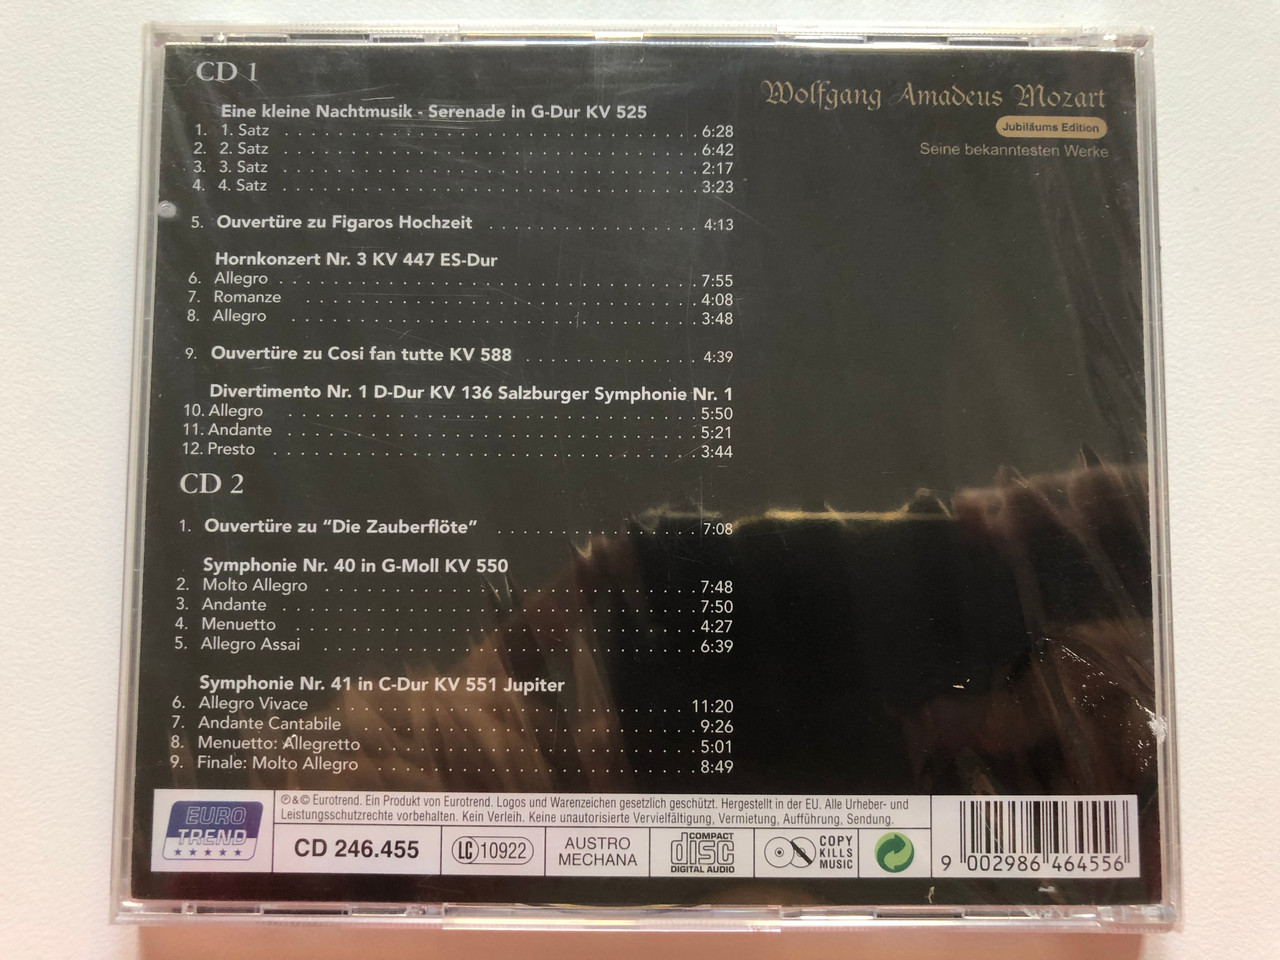 CD 1
Eine kleine Nachtmusik - Serenade in G-Dur KV 525
1. 1. Satz 6:28
2. 2. Satz 6:42
3. 3. Satz 2:17
4. 4. Satz 3:23
5. Ouvertüre zu Figaros Hochzeit 4:13
Hornkonzert Nr. 3 KV 447 ES-Dur
6. Allegro 7:55
7. Romanze 4:08
8. Allegro 3:48
9. Ouvertüre zu Cosi fan tutte KV 588 4:39
Divertimento Nr. 1 D-Dur KV 136 Salzburger Symphonie Nr. 1
10. Allegro 5:50
11. Andante 5:21
12. Presto 3:44
CD 2
1. Ouvertüre zu “Die Zauberflöte” 7:08
Symphonie Nr. 40 in G-Moll KV 550
2. Molto Allegro 7:48
3. Andante 7:50
4. Menuetto 4:27
5. Allegro Assai 6:39
Symphonie Nr. 41 in C-Dur KV 551 Jupiter
6. Allegro Vivace 11:20
7. Andante Cantabile 9:26
8. Menuetto: Allegretto 5:01
9. Finale: Molto Allegro 8:49
Wolfgang Amadeus Mozart
Jubiläums Edition
Seine bekanntesten Werke
EURO
TREND
℗&© Eurotrend. Ein Produkt von Eurotrend. Logos und Warenzeichen gesetzlich geschützt. Hergestellt in der EU. Alle Urheber- und
Leistungsschutzrechte vorbehalten. Kein Verleih. Keine unautorisierte Vervielfältigung, Vermietung, Aufführung, Sendung.
CD 246.455
LC 10922
AUSTRO
MECHANA
COMPACT
disc
DIGITAL AUDIO
COPY
KILLS
MUSIC
9 002986 464556